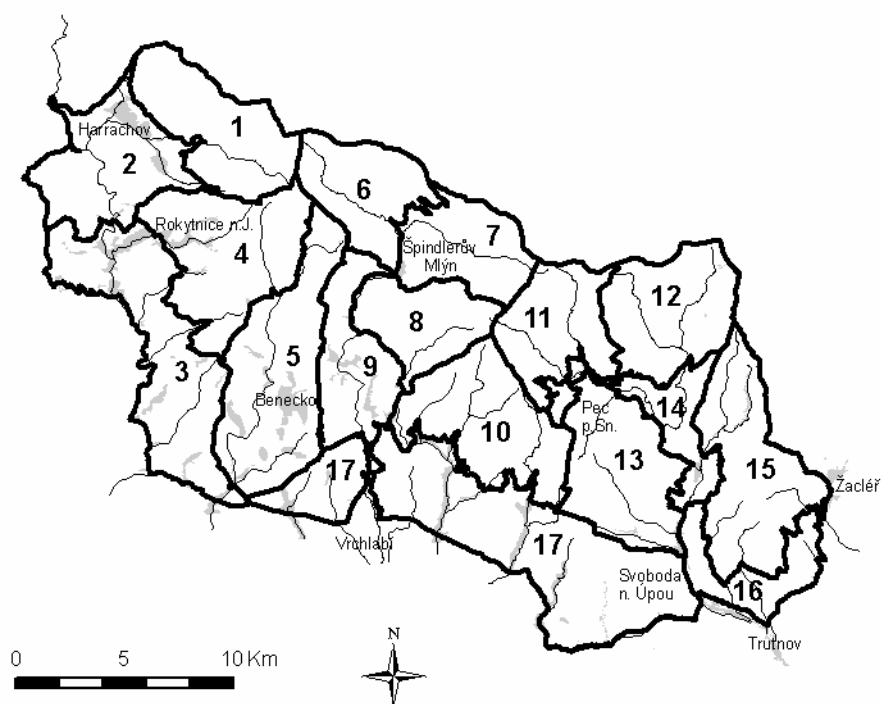 1
Harrachov
2
6
Rokytnice n.J.
7
4
Špindlerův
Mlýn
12
11
8
5
3
9
Benecko
14
Pec
p.Sn.
10
13
15
17
Žacléř
Vrchlabí
17
Svoboda
n. Úpou
16
Trutnov
N
0 5 10 Km